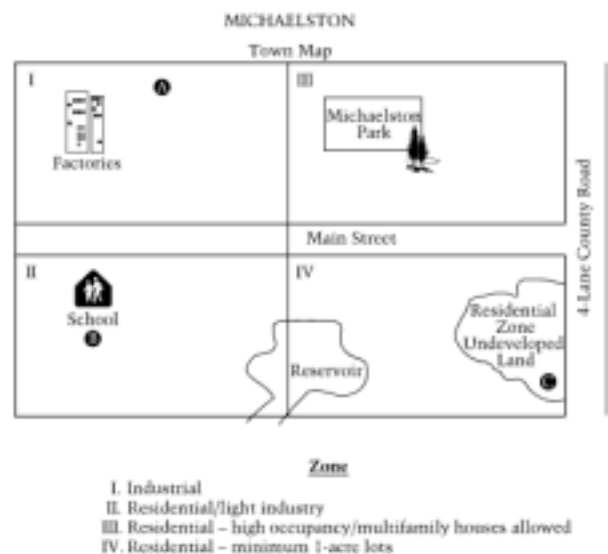 MICHAELSTON
Town Map
I
A
III
Michaelston
Park
Factories
Main Street
4-Lane County Road
II
IV
School
B
Reservoir
Residential
Zone
Undeveloped
Land
C
Zone
I. Industrial
II. Residential/light industry
III. Residential – high occupancy/multifamily houses allowed
IV. Residential – minimum 1-acre lots